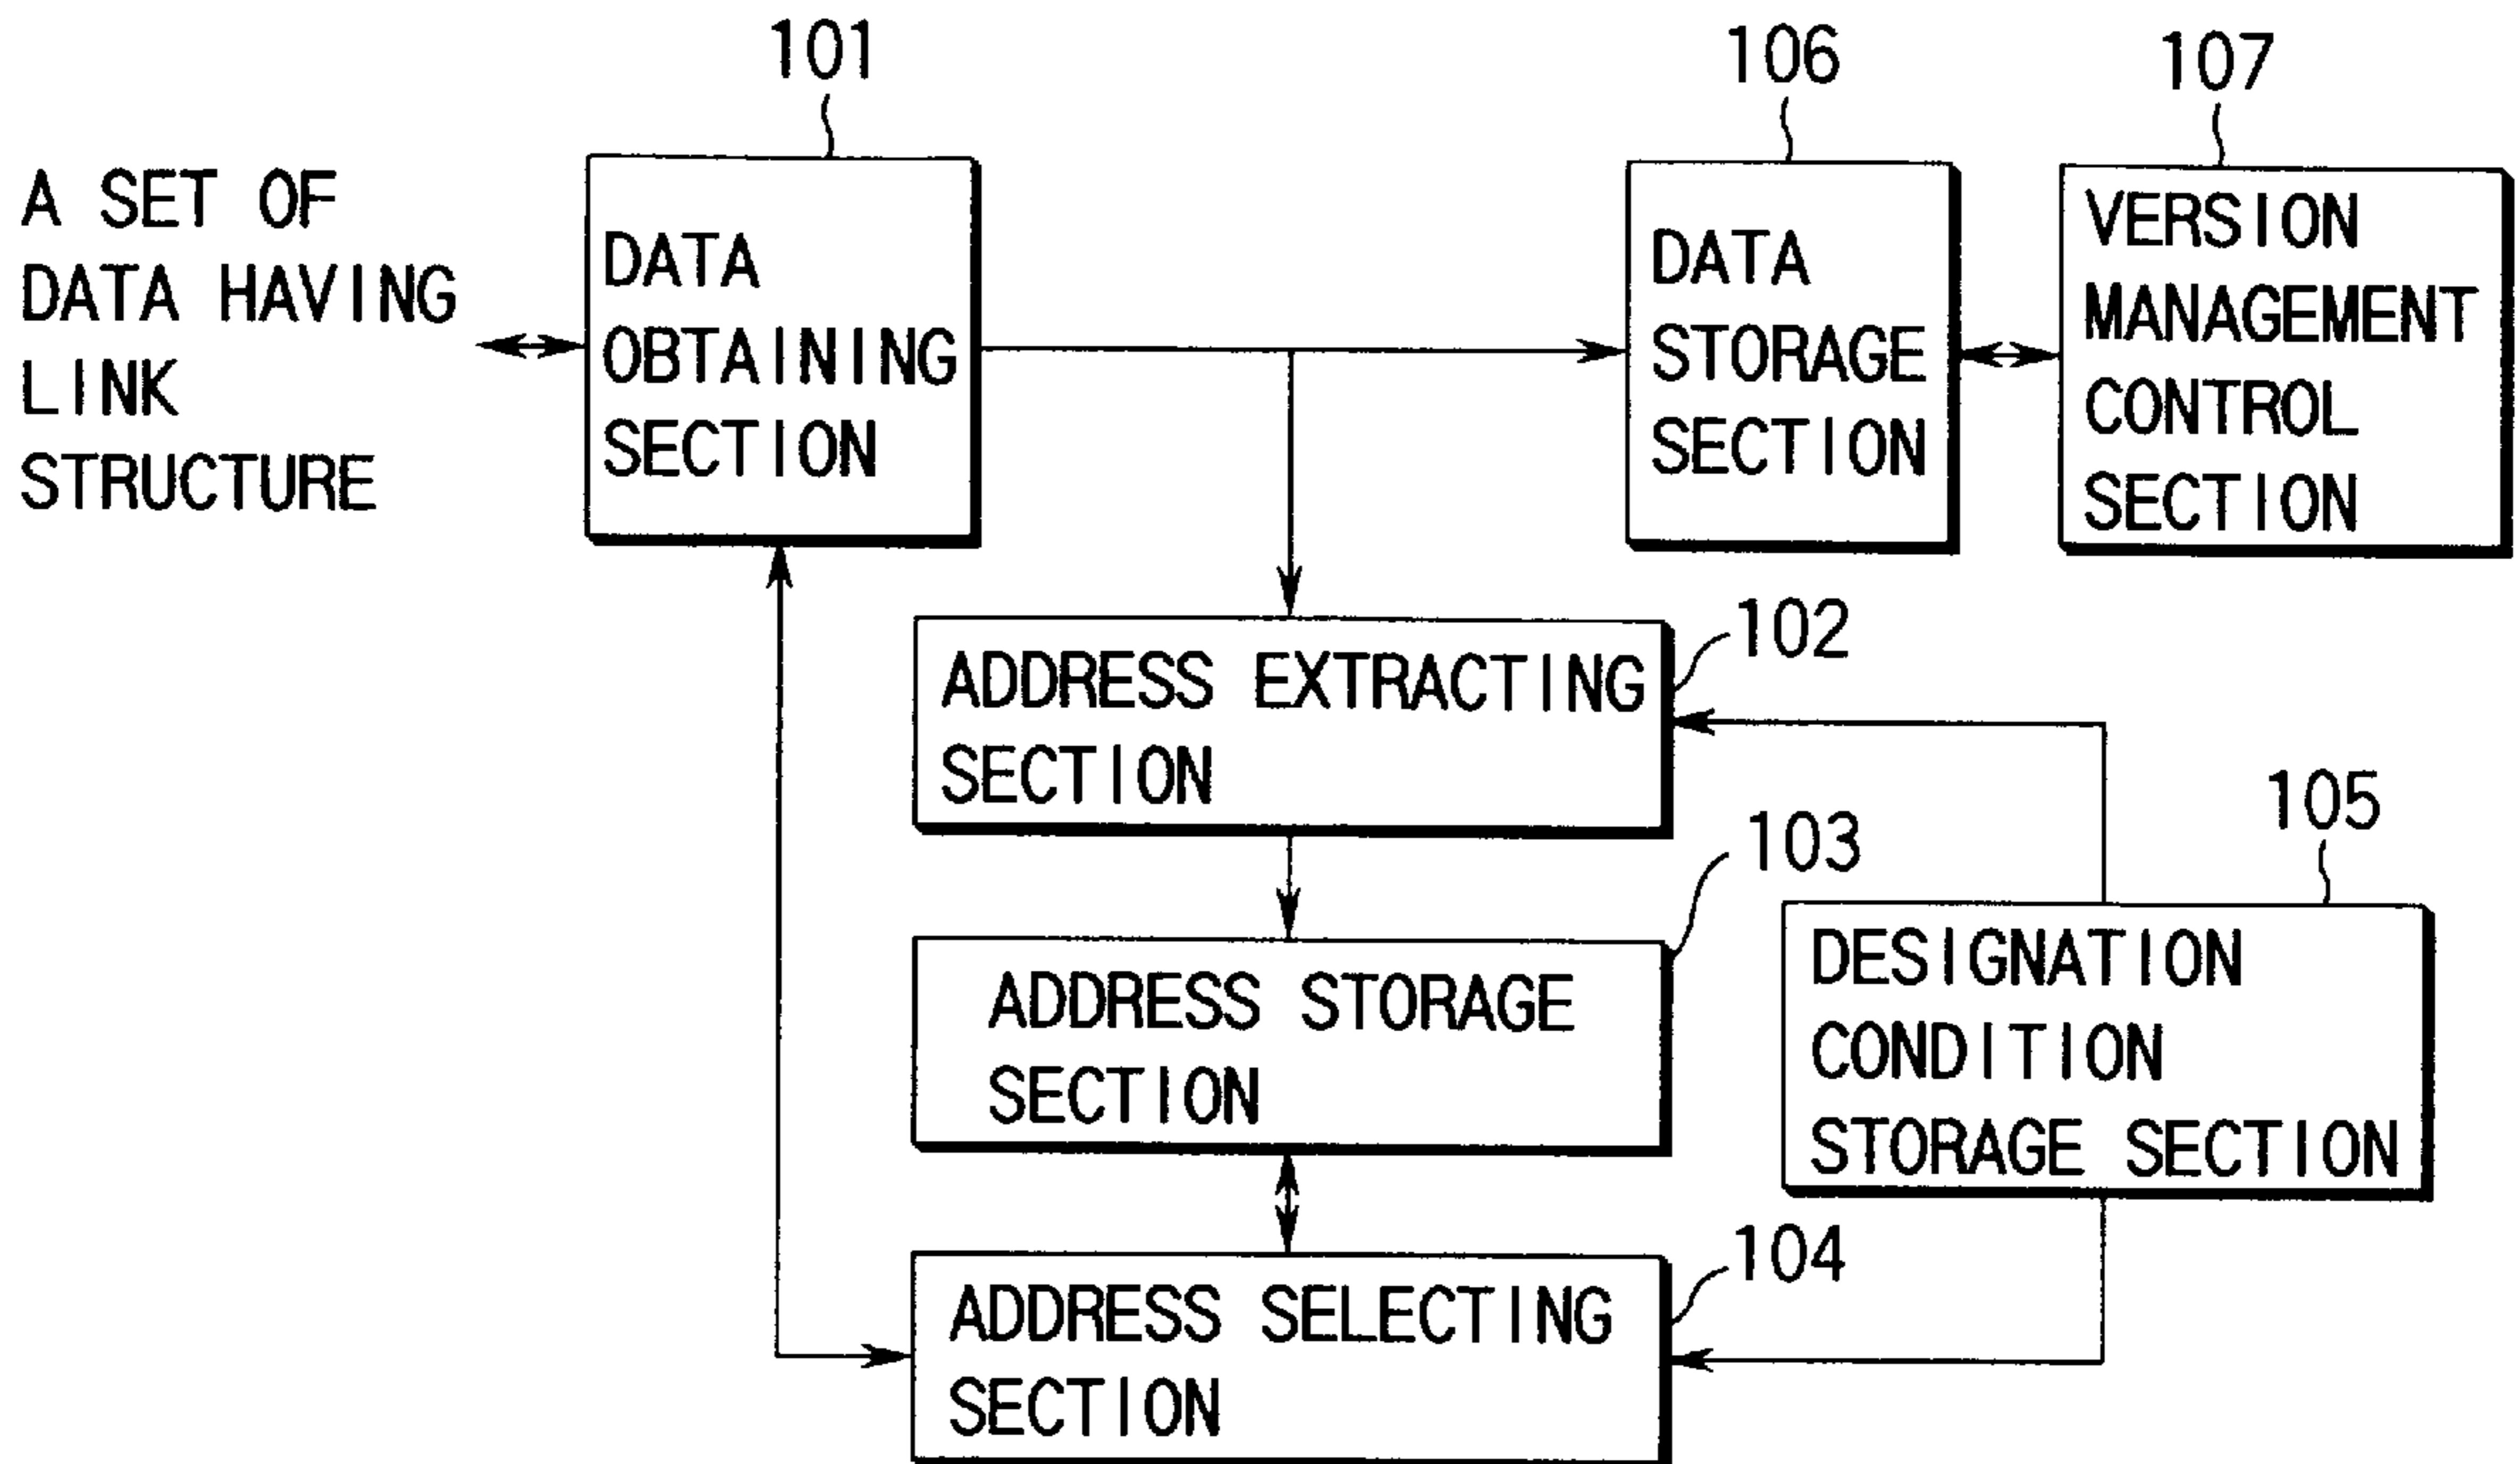 101
106
107
A SET OF
DATA HAVING
LINK
STRUCTURE
DATA
OBTAINING
SECTION
DATA
STORAGE
SECTION
VERSION
MANAGEMENT
CONTROL
SECTION
102
ADDRESS EXTRACTING
SECTION
103
ADDRESS STORAGE
SECTION
105
DESIGNATION
CONDITION
STORAGE SECTION
104
ADDRESS SELECTING
SECTION